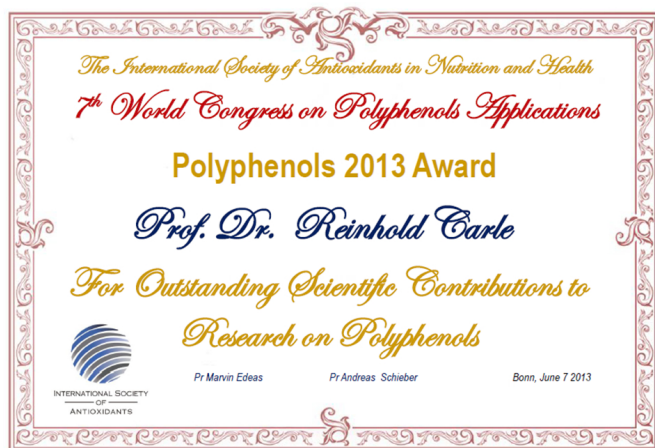 The International Society of Antioxidants in Nutrition and Health
7th World Congress on Polyphenols Applications
Polyphenols 2013 Award
Prof. Dr. Reinhold Carle
For Outstanding Scientific Contributions to
Research on Polyphenols
Pr Marvin Edeas Pr Andreas Schieber Bonn, June 7 2013
INTERNATIONAL SOCIETY
OF
ANTIOXIDANTS